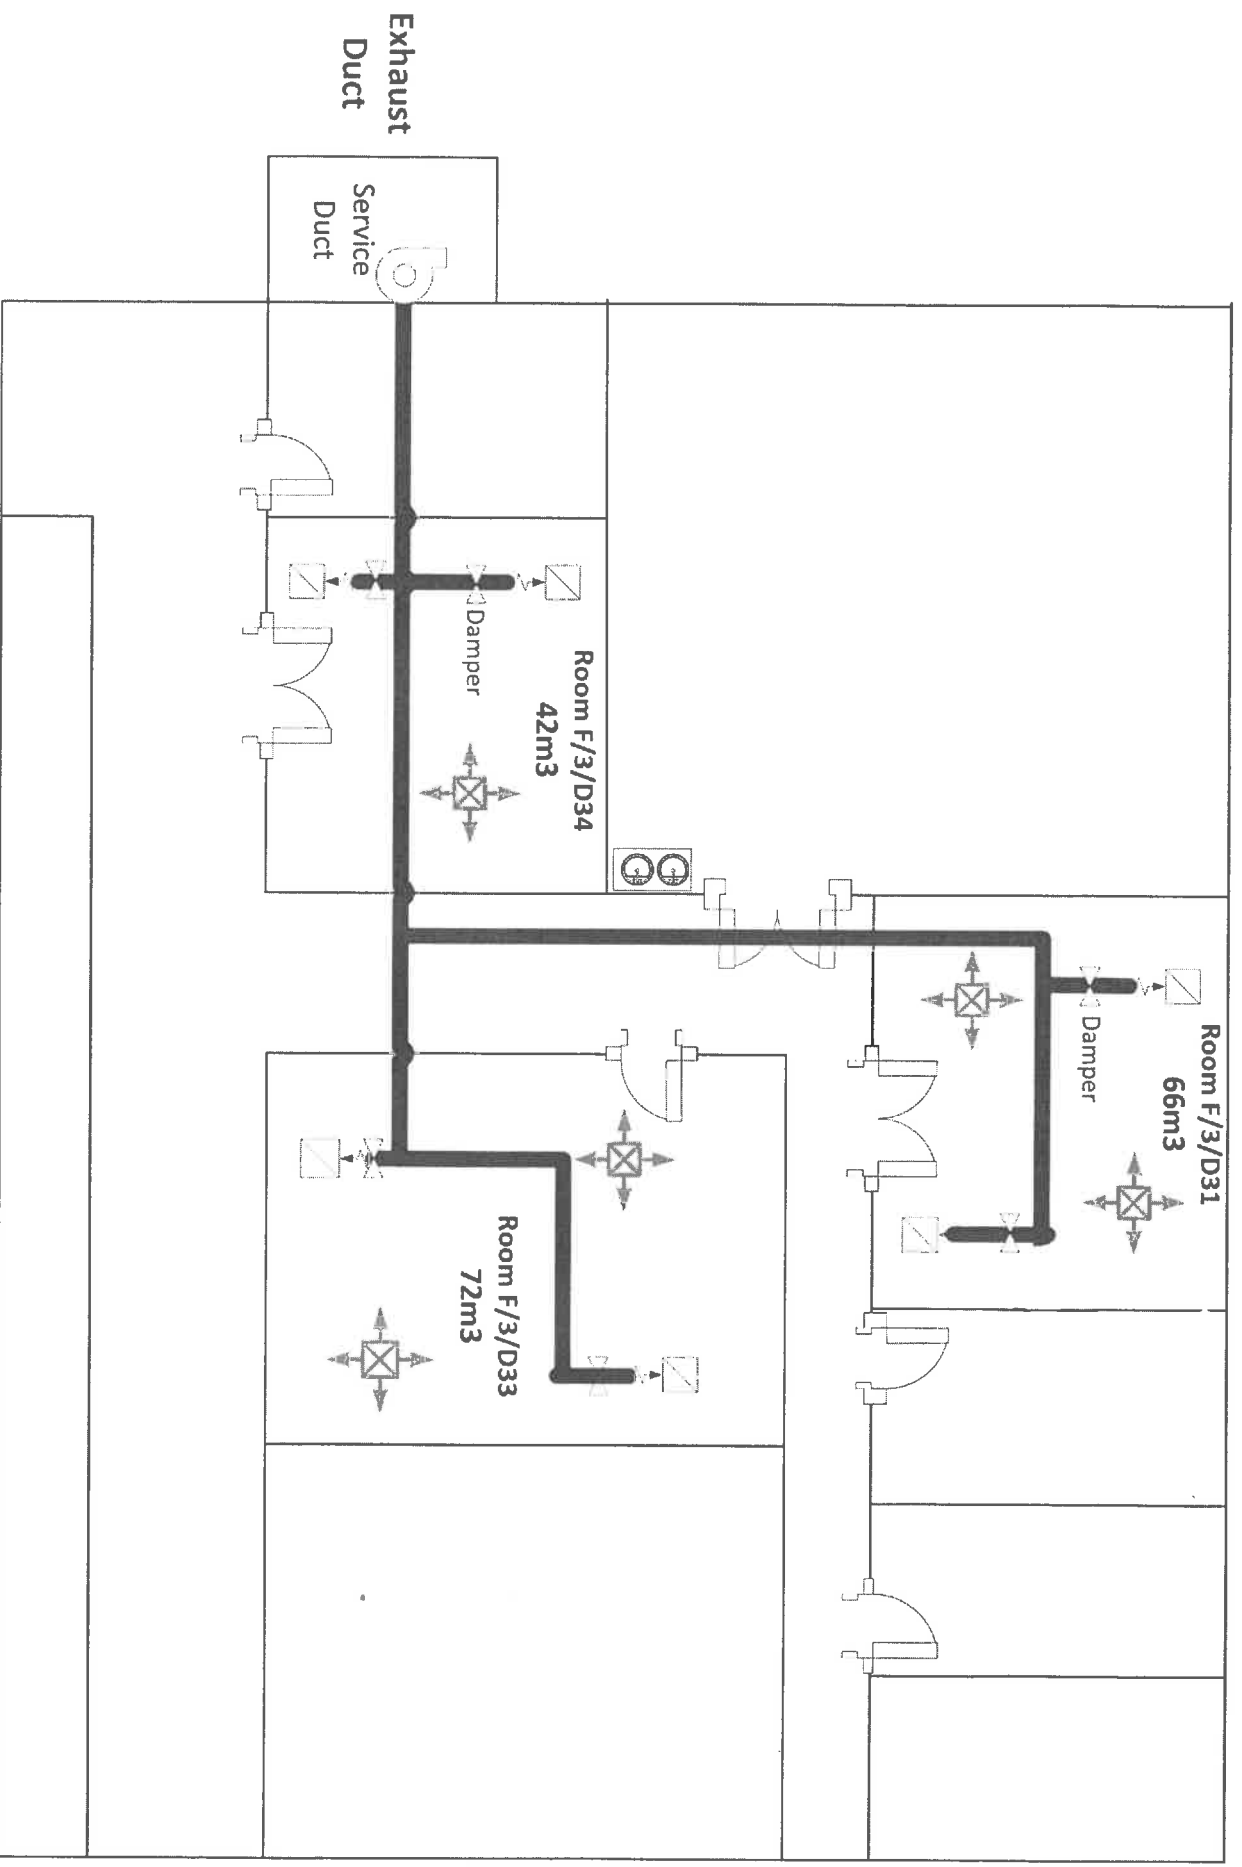 Exhaust
Duct
Service
Duct
Room F/3/D34
42m3
Damper
Room F/3/D31
66m3
Damper
Room F/3/D33
72m3